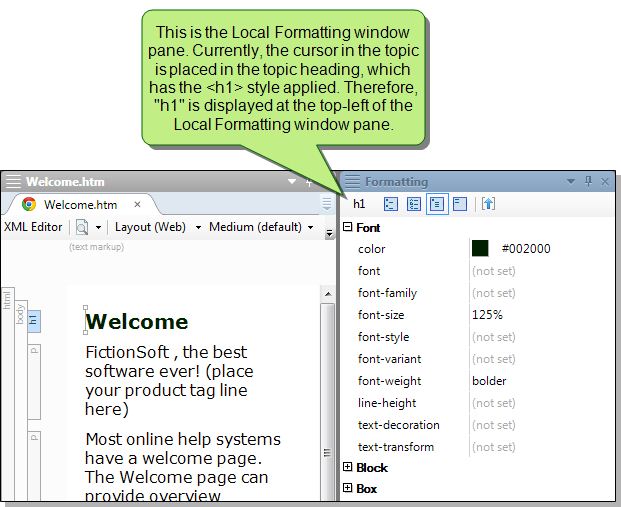 This is the Local Formatting window
pane. Currently, the cursor in the topic
is placed in the topic heading, which
has the <h1> style applied. Therefore,
"h1" is displayed at the top-left of the
Local Formatting window pane.
Welcome.htm
Formatting
Welcome.htm ×
h1
XML Editor Layout (Web) Medium (default)
(text markup)
Font
color #002000
font (not set)
font-family (not set)
font-size 125%
font-style (not set)
font-variant (not set)
font-weight bolder
line-height (not set)
text-decoration (not set)
text-transform (not set)
Block
Box
html
body
h1
p
p
Welcome
FictionSoft , the best
software ever! (place
your product tag line
here)
Most online help systems
have a welcome page.
The Welcome page can
provide overview